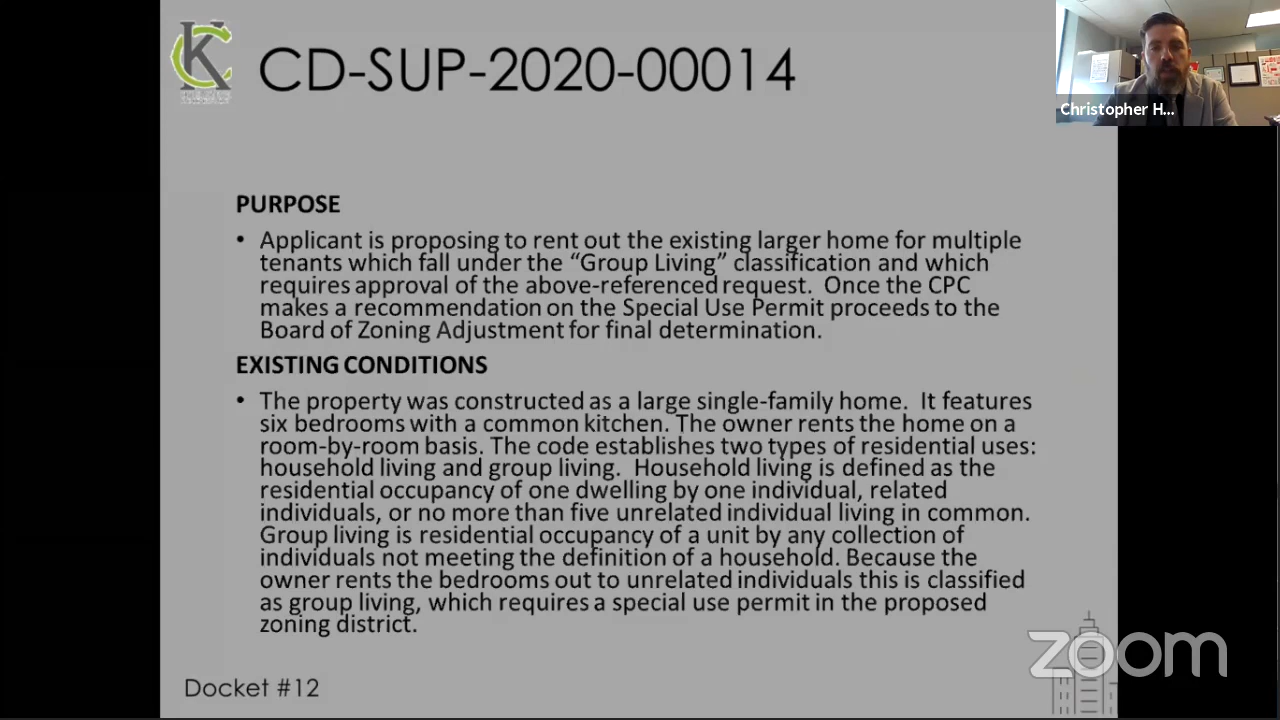 KC
CD-SUP-2020-00014
Christopher H...
PURPOSE
• Applicant is proposing to rent out the existing larger home for multiple
tenants which fall under the “Group Living” classification and which
requires approval of the above-referenced request.  Once the CPC
makes a recommendation on the Special Use Permit proceeds to the
Board of Zoning Adjustment for final determination.
EXISTING CONDITIONS
• The property was constructed as a large single-family home.  It features
six bedrooms with a common kitchen. The owner rents the home on a
room-by-room basis. The code establishes two types of residential uses:
household living and group living.  Household living is defined as the
residential occupancy of one dwelling by one individual, related
individuals, or no more than five unrelated individual living in common.
Group living is residential occupancy of a unit by any collection of
individuals not meeting the definition of a household. Because the
owner rents the bedrooms out to unrelated individuals this is classified
as group living, which requires a special use permit in the proposed
zoning district.
zoom
Docket #12